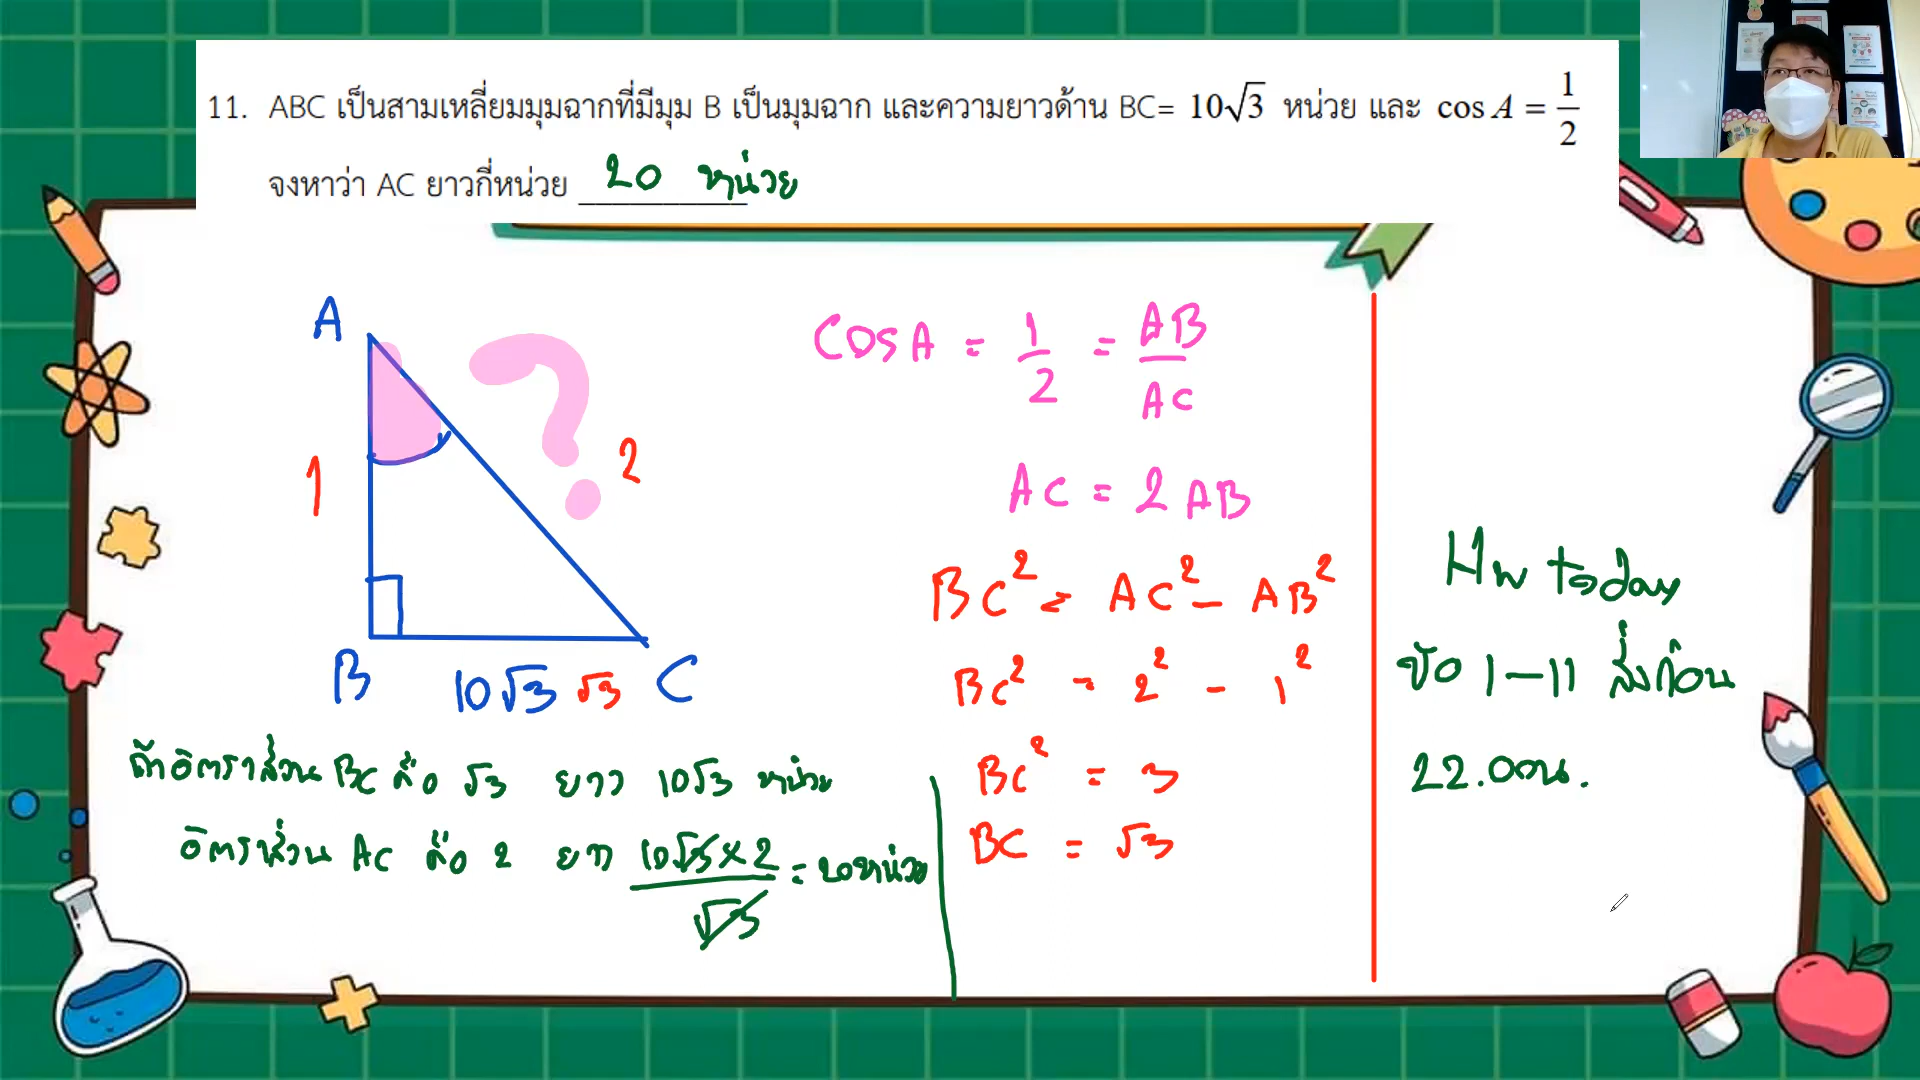 11. ABC เป็นสามเหลี่ยมมุมฉากที่มีมุม B เป็นมุมฉาก และความยาวด้าน BC= 10√3 หน่วย และ cos A = 1/2
จงหาว่า AC ยาวกี่หน่วย 20 หน่วย
A
1
2
?
B
10√3 √3
C
COSA = 1/2 = AB/AC
AC = 2AB
BC² = AC² - AB²
BC² = 2² - 1²
BC² = 3
BC = √3
ถ้าอัตราส่วน BC คือ √3 ยาว 10√3 หน่วย
อัตราส่วน AC คือ 2 ยาว 10√3×2/√3 = 20หน่วย
Hw today
ข้อ 1-11 ส่งก่อน
22.00น.